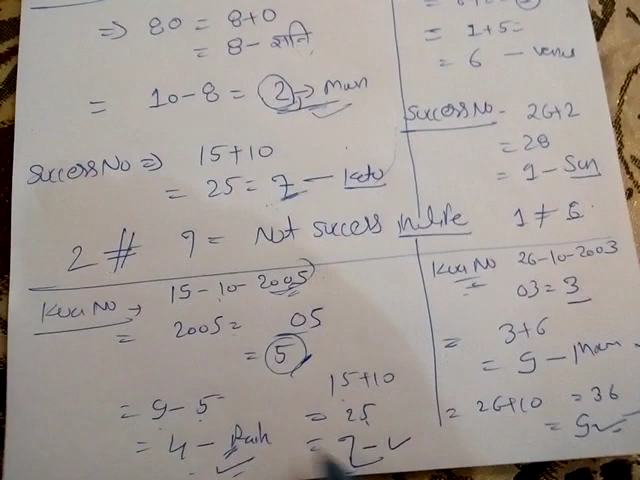 ⇒ 80 = 8+0
= 8 - शनि
= 10-8 = 2 → Mun
Success No ⇒ 15+10
= 25 = 7 - Ketu
2 # 7 = Not success in life
Kua No → 15-10-2005
= 2005 = 05
= 5
= 9-5
= 4 - Rah
15+10
= 25
= 7 - ✓
= 1+5=
= 6 - venus
Success No - 26+2
= 28
= 1 - Sun
1 ≠ 6
Kua No 26-10-2003
03 = 3
= 3+6
= 9 -
= 26+10 = 36
= 9 ✓